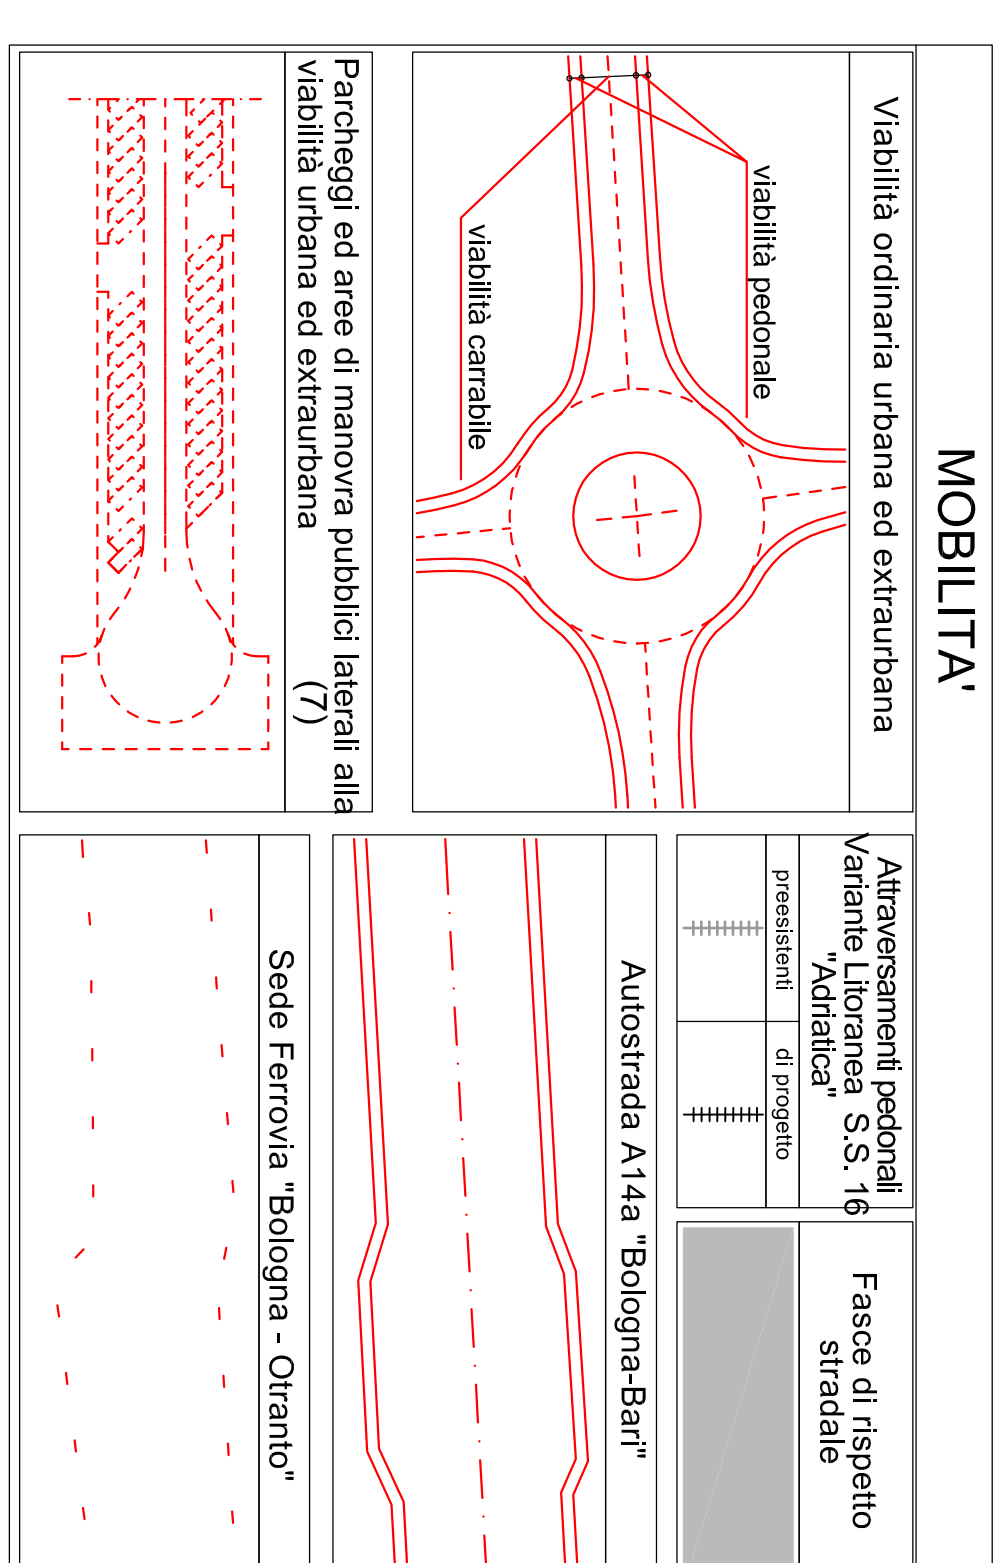 MOBILITA'
Viabilità ordinaria urbana ed extraurbana
viabilità pedonale
viabilità carrabile
Parcheggi ed aree di manovra pubblici laterali alla
viabilità urbana ed extraurbana (7)
Attraversamenti pedonali
Variante Litoranea S.S. 16
"Adriatica"
preesistenti
di progetto
Fasce di rispetto
stradale
Autostrada A14a "Bologna-Bari"
Sede Ferrovia "Bologna - Otranto"